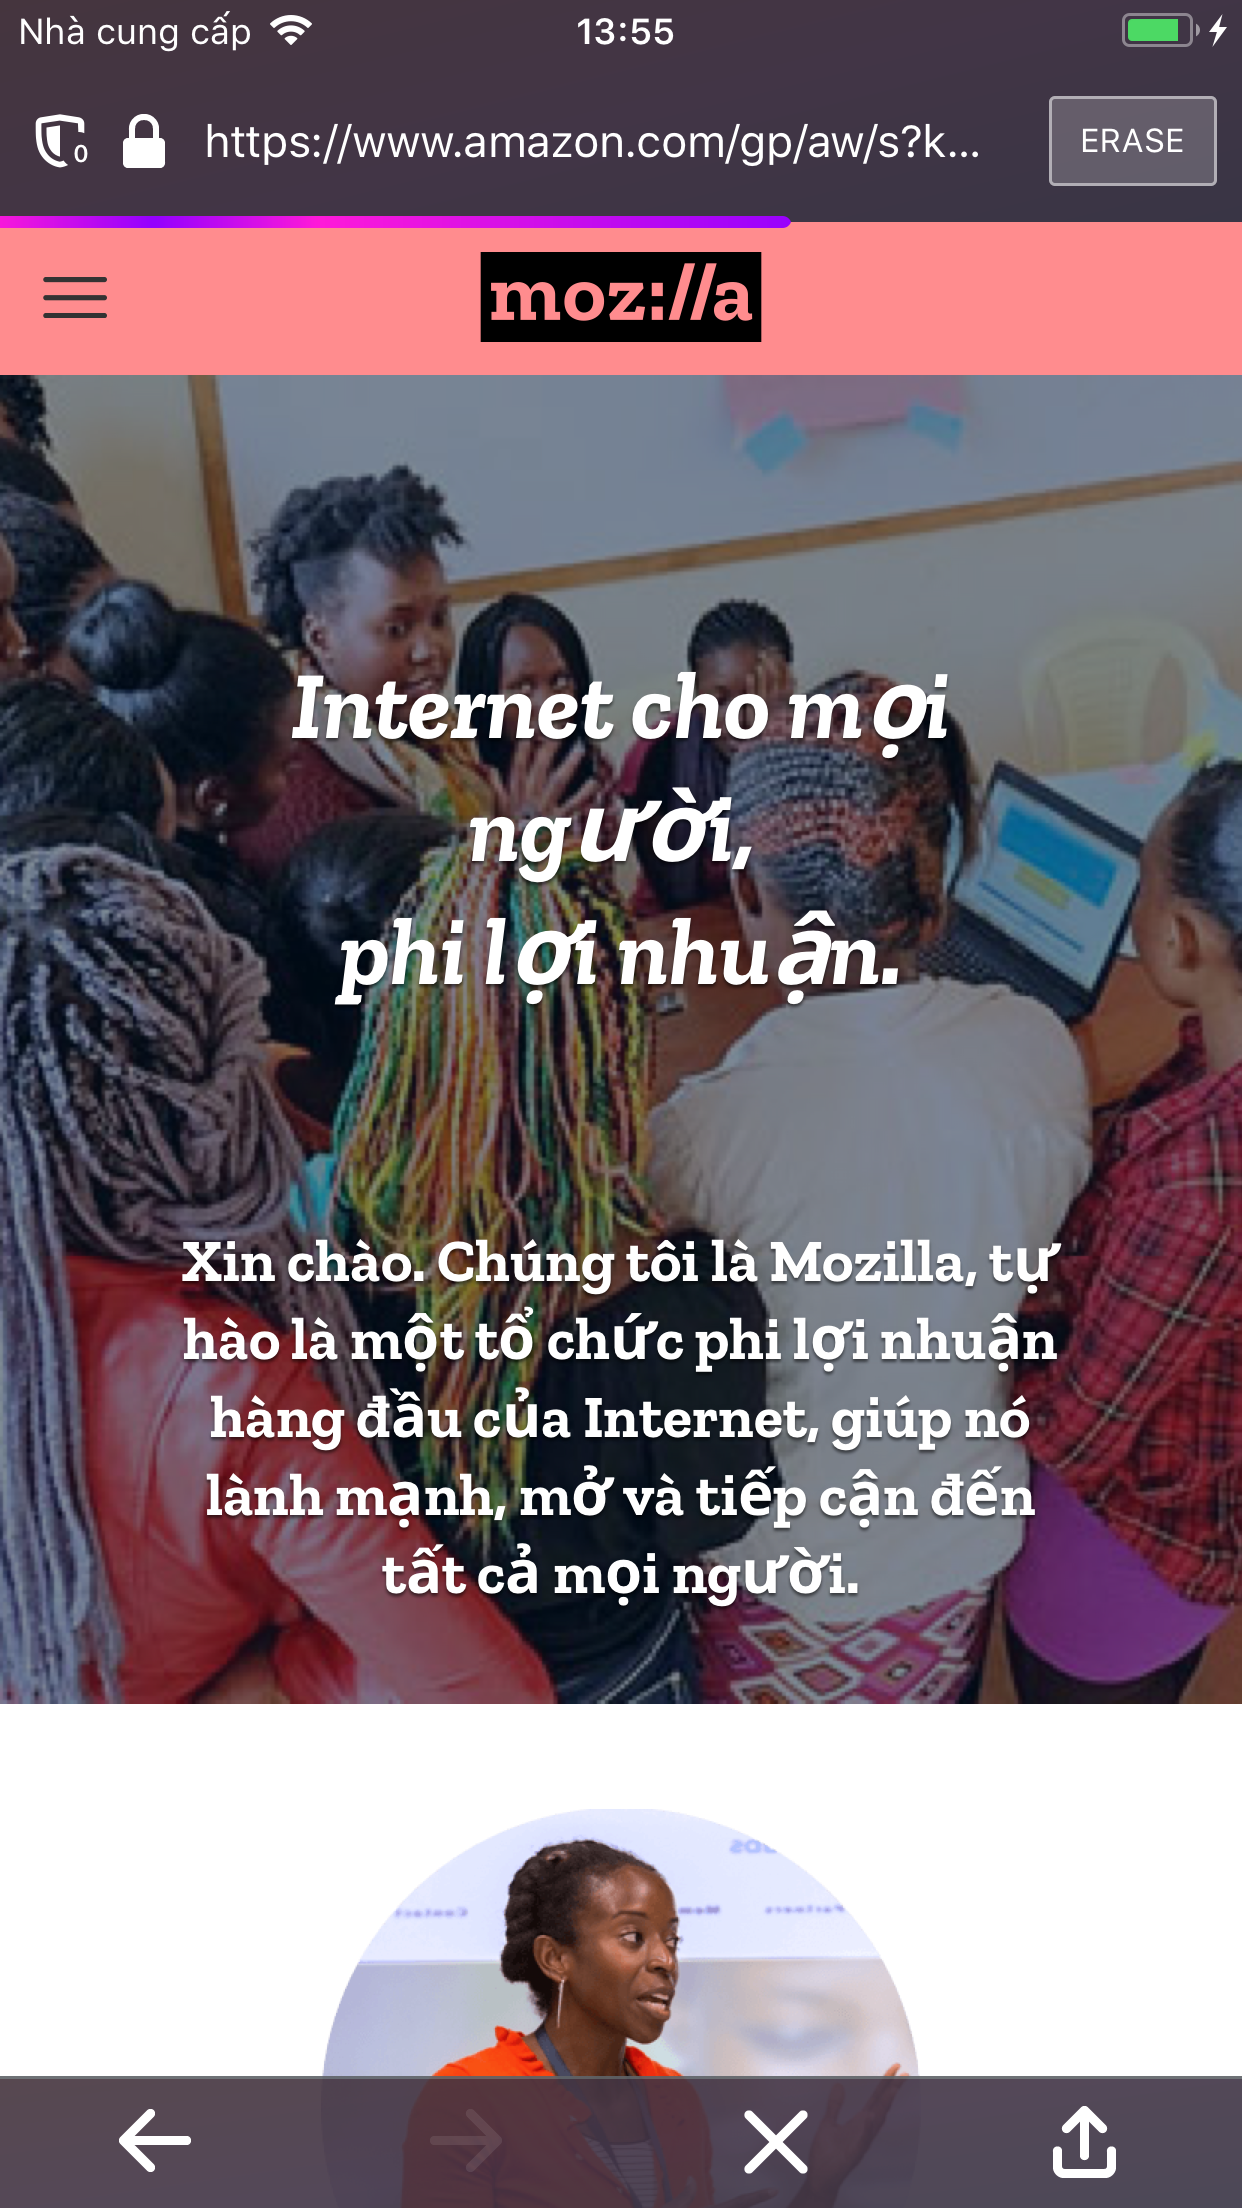 Nhà cung cấp 13:55
0 https://www.amazon.com/gp/aw/s?k... ERASE
moz://a
Internet cho mọi
người,
phi lợi nhuận.
Xin chào. Chúng tôi là Mozilla, tự
hào là một tổ chức phi lợi nhuận
hàng đầu của Internet, giúp nó
lành mạnh, mở và tiếp cận đến
tất cả mọi người.